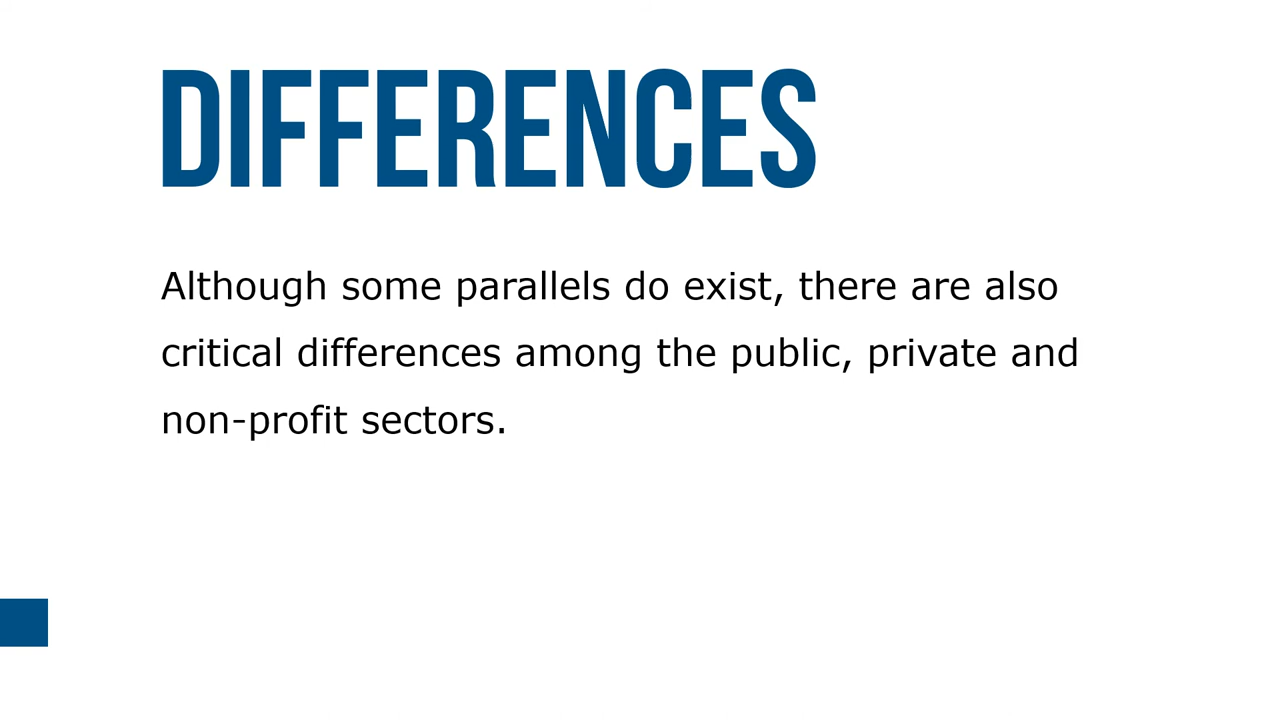 DIFFERENCES
Although some parallels do exist, there are also
critical differences among the public, private and
non-profit sectors.